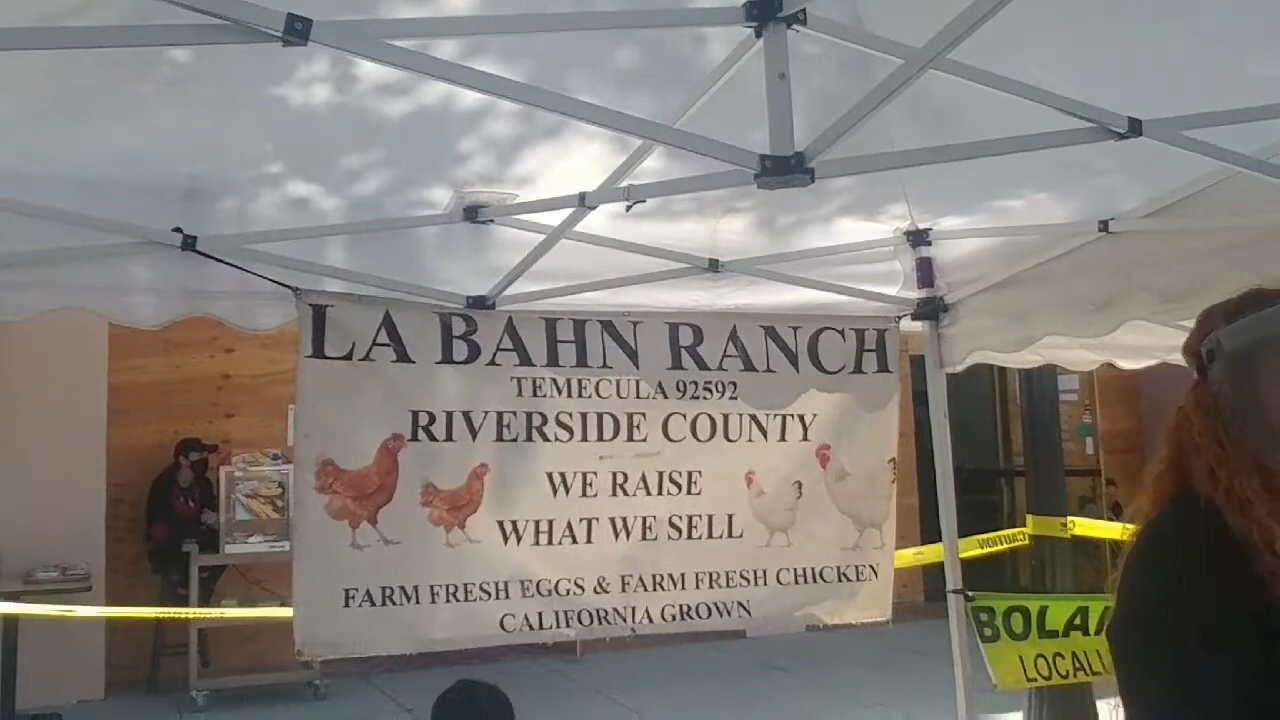 LA BAHN RANCH
TEMECULA 92592
RIVERSIDE COUNTY
WE RAISE
WHAT WE SELL
FARM FRESH EGGS & FARM FRESH CHICKEN
CALIFORNIA GROWN
CAUTION